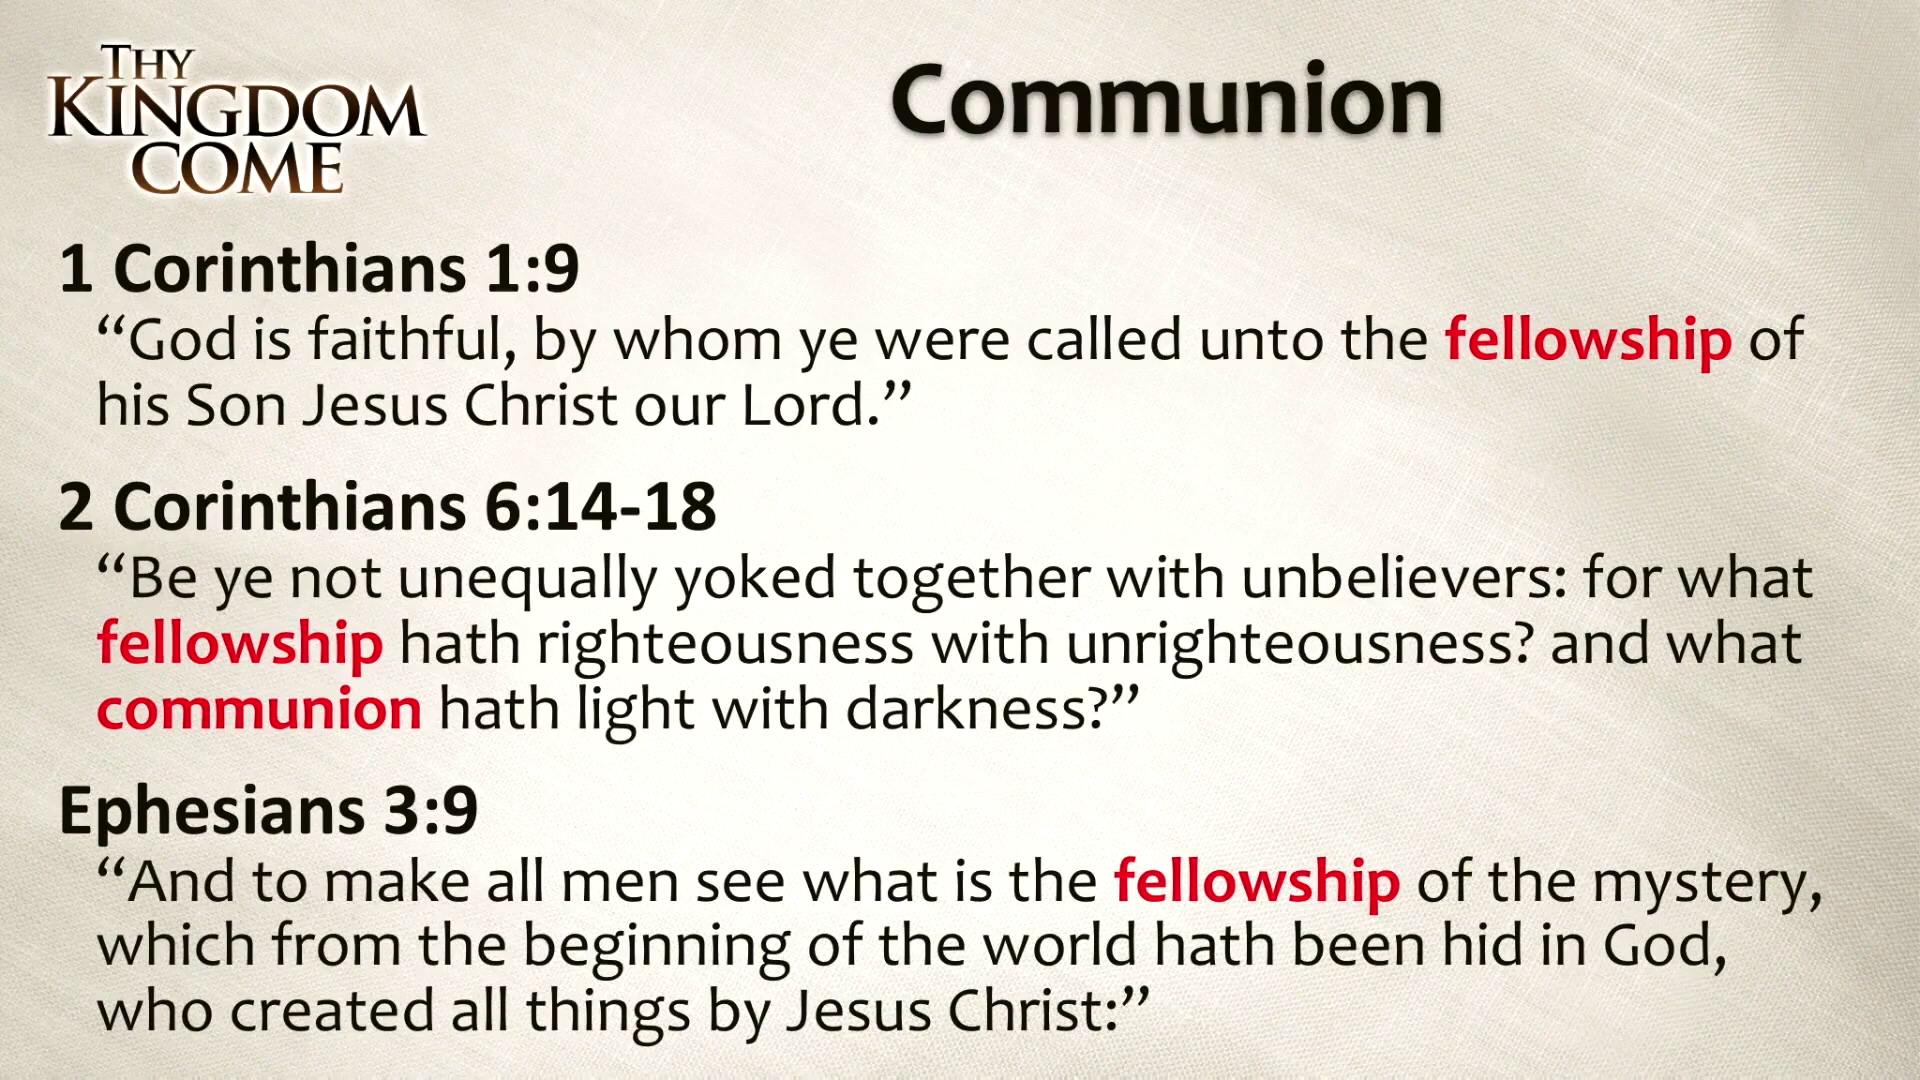 THY
KINGDOM
COME
Communion
1 Corinthians 1:9
“God is faithful, by whom ye were called unto the fellowship of
his Son Jesus Christ our Lord.”
2 Corinthians 6:14-18
“Be ye not unequally yoked together with unbelievers: for what
fellowship hath righteousness with unrighteousness? and what
communion hath light with darkness?”
Ephesians 3:9
“And to make all men see what is the fellowship of the mystery,
which from the beginning of the world hath been hid in God,
who created all things by Jesus Christ:”